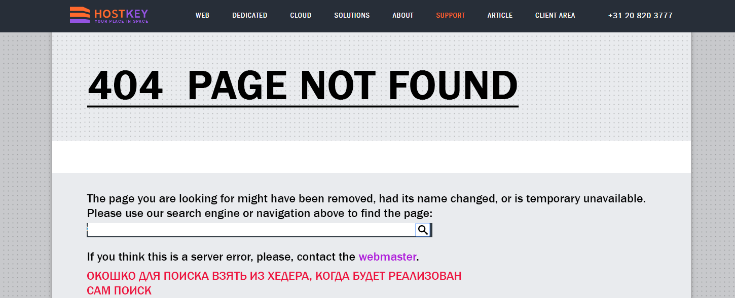 HOSTKEY
YOUR PLACE IN SPACE
WEB DEDICATED CLOUD SOLUTIONS ABOUT SUPPORT ARTICLE CLIENT AREA +31 20 820 3777
404 PAGE NOT FOUND
The page you are looking for might have been removed, had its name changed, or is temporary unavailable.
Please use our search engine or navigation above to find the page:
If you think this is a server error, please, contact the webmaster.
ОКОШКО ДЛЯ ПОИСКА ВЗЯТЬ ИЗ ХЕДЕРА, КОГДА БУДЕТ РЕАЛИЗОВАН
САМ ПОИСК